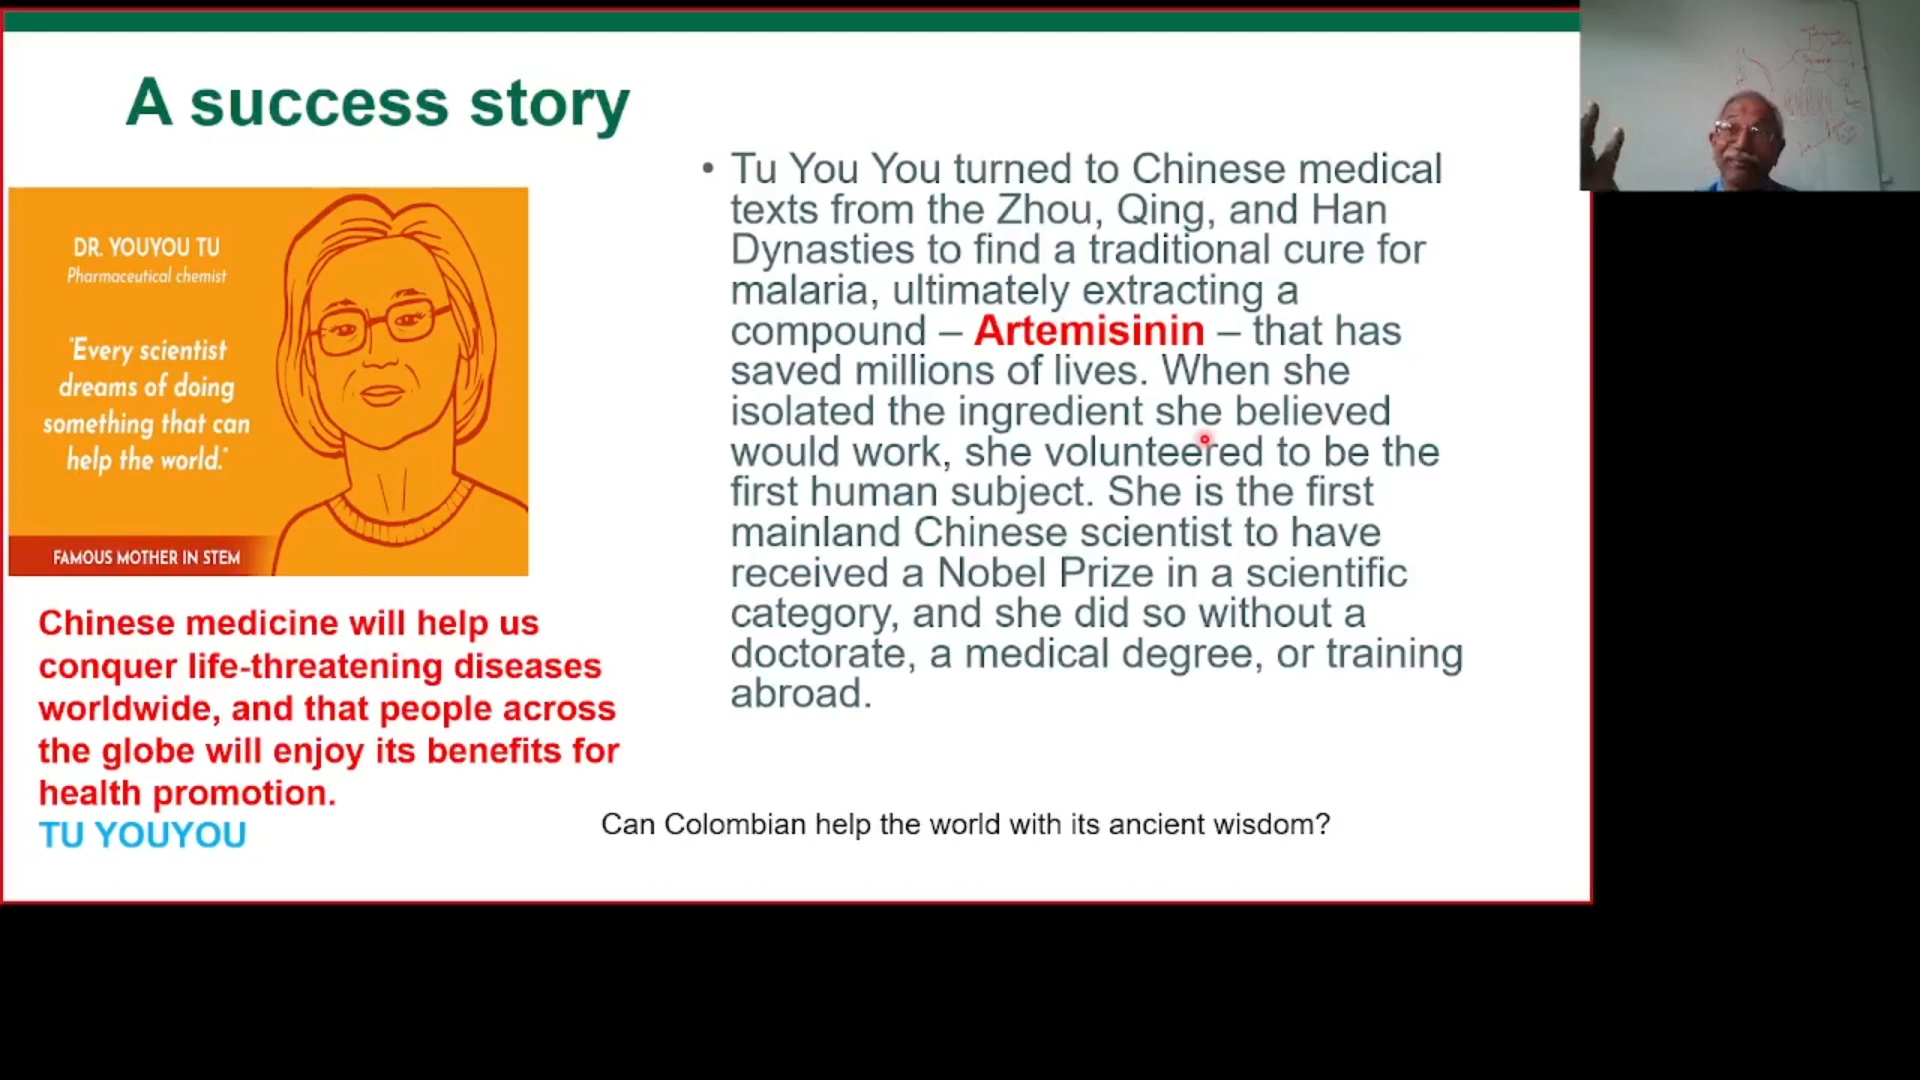 A success story
DR. YOUYOU TU
Pharmaceutical chemist
"Every scientist
dreams of doing
something that can
help the world."
FAMOUS MOTHER IN STEM
Chinese medicine will help us
conquer life-threatening diseases
worldwide, and that people across
the globe will enjoy its benefits for
health promotion.
TU YOUYOU
• Tu You You turned to Chinese medical
texts from the Zhou, Qing, and Han
Dynasties to find a traditional cure for
malaria, ultimately extracting a
compound – Artemisinin – that has
saved millions of lives. When she
isolated the ingredient she believed
would work, she volunteered to be the
first human subject. She is the first
mainland Chinese scientist to have
received a Nobel Prize in a scientific
category, and she did so without a
doctorate, a medical degree, or training
abroad.
Can Colombian help the world with its ancient wisdom?